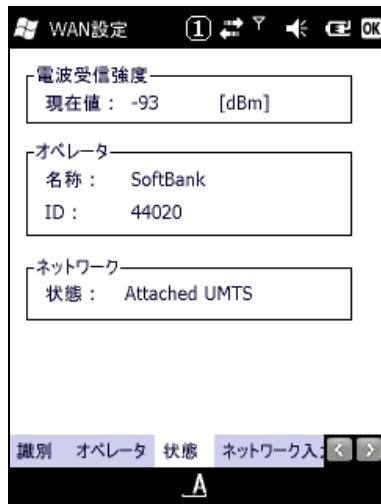 WAN設定 1 OK
電波受信強度
現在値： -93 [dBm]
オペレータ
名称： SoftBank
ID： 44020
ネットワーク
状態： Attached UMTS
識別 オペレータ 状態 ネットワーク入
A